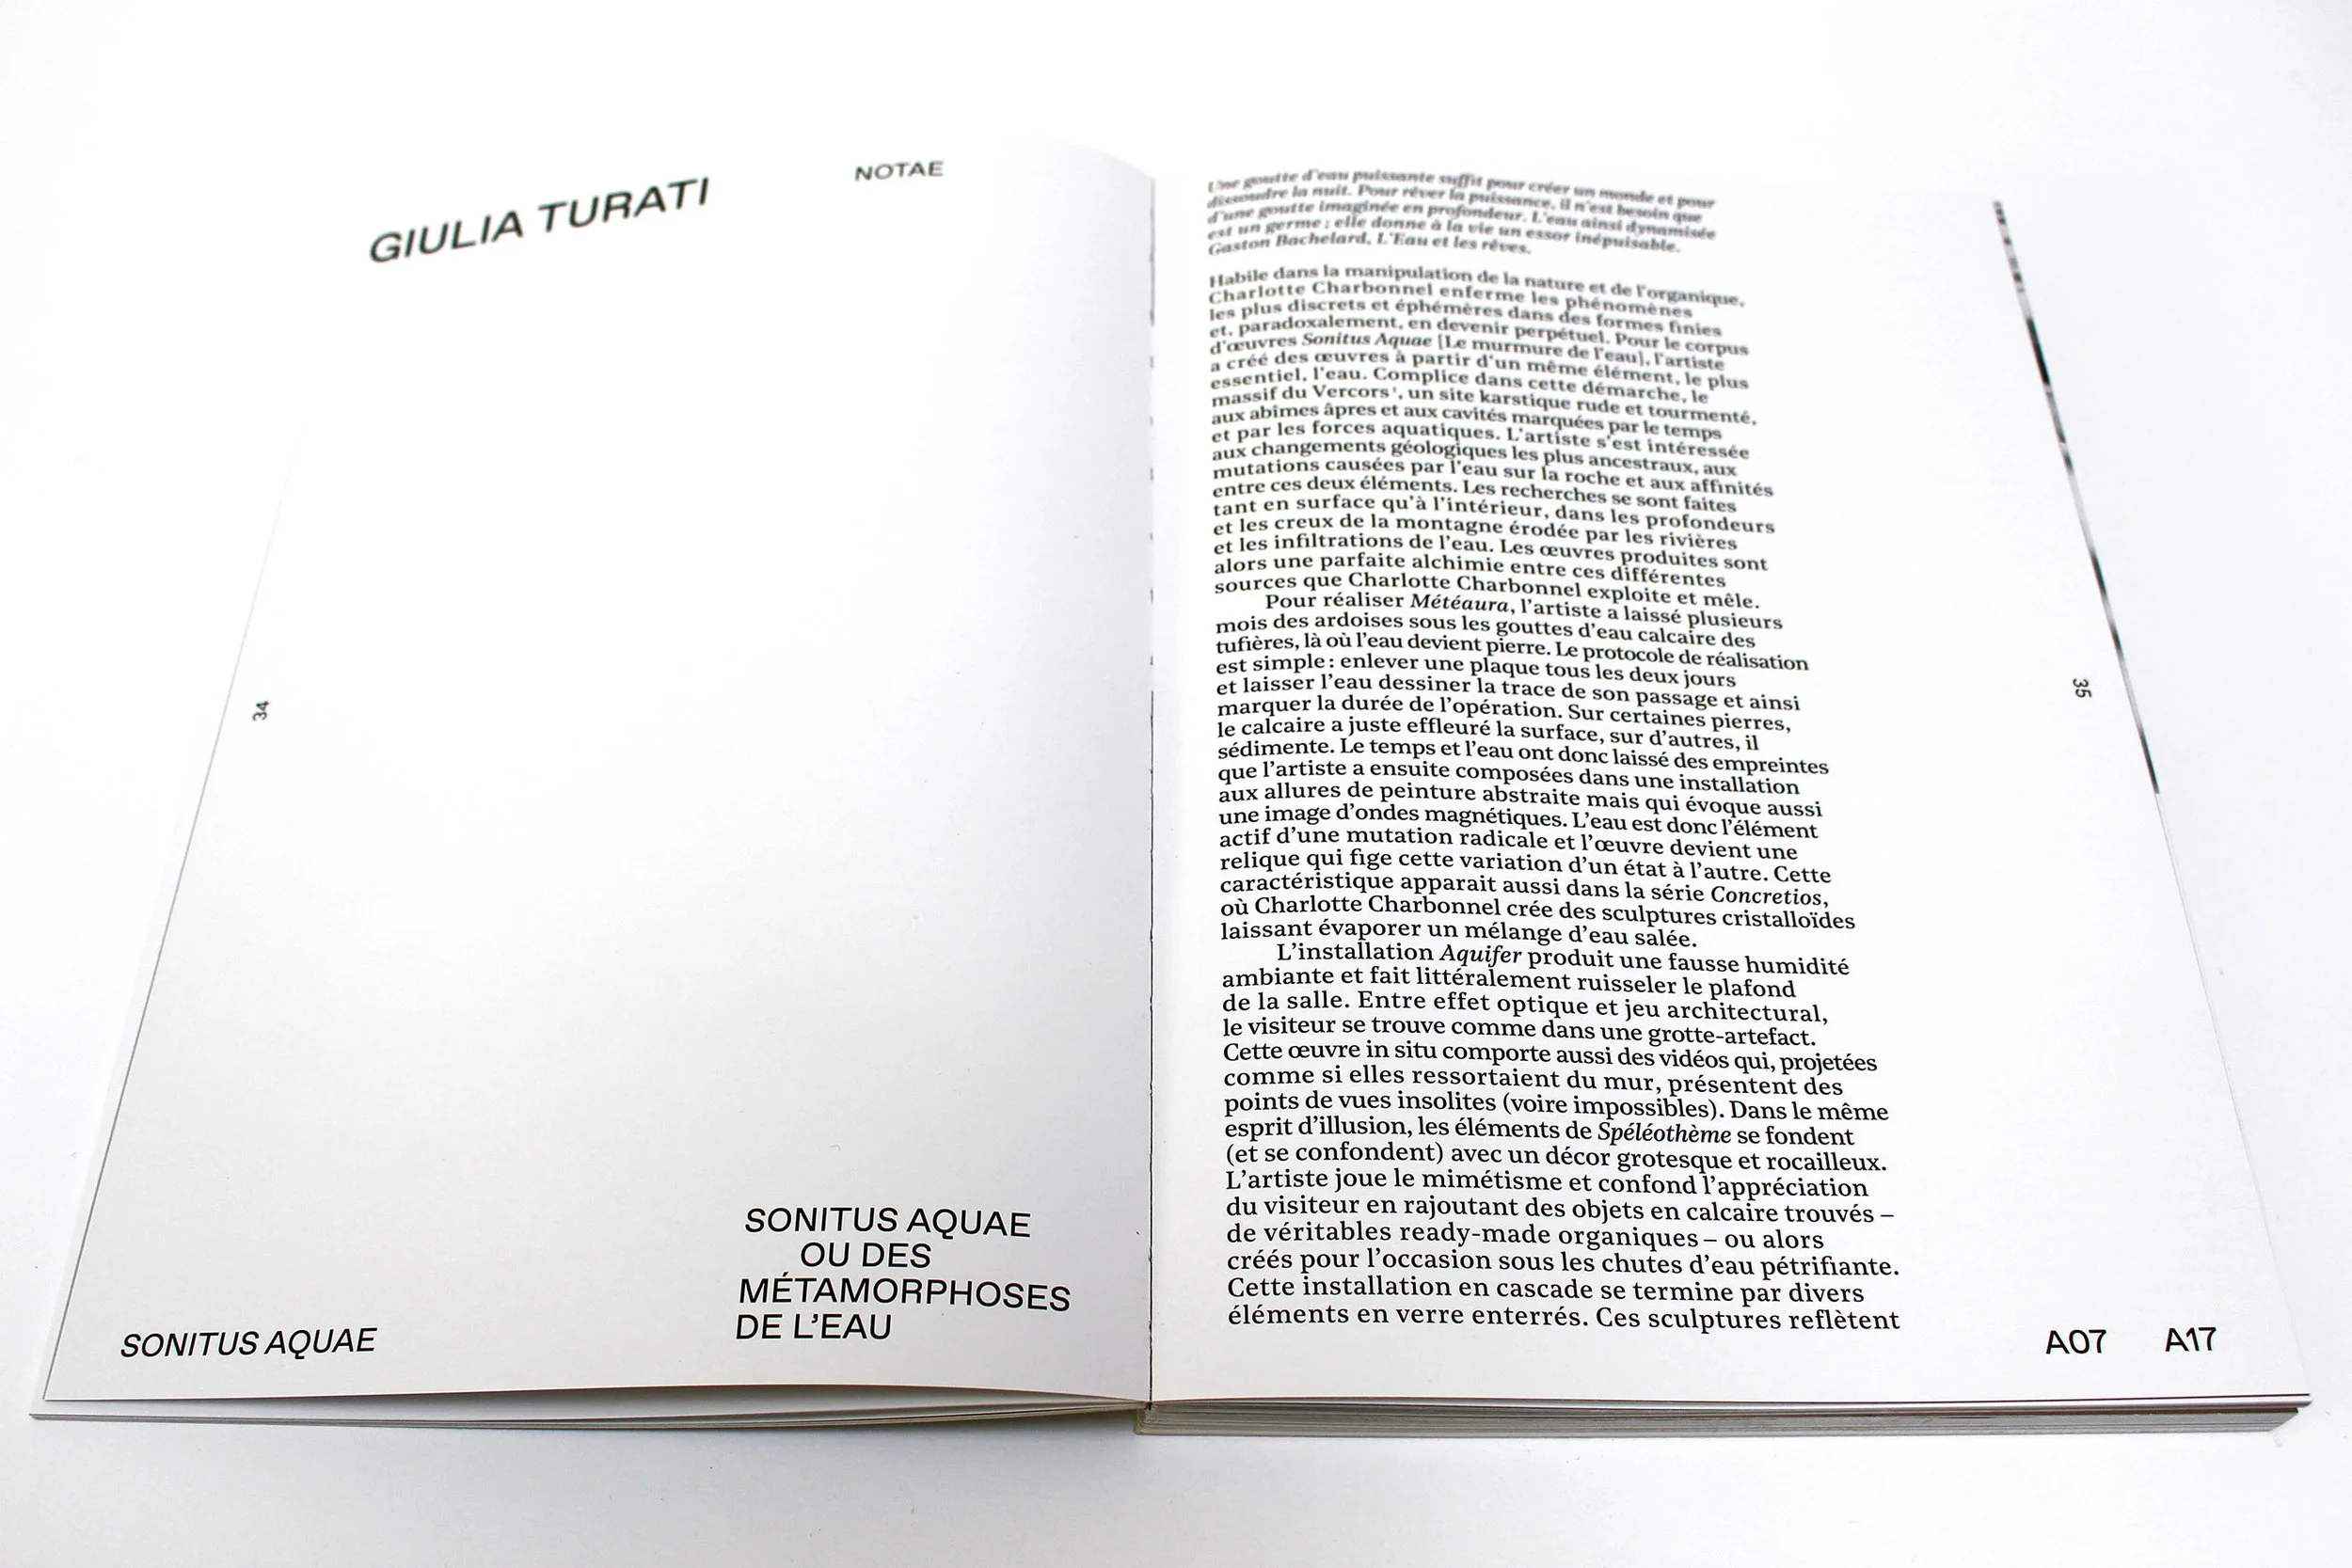 GIULIA TURATI
NOTAE
34
SONITUS AQUAE
SONITUS AQUAE
OU DES
MÉTAMORPHOSES
DE L’EAU
Une goutte d’eau puissante suffit pour créer un monde et pour
dissoudre la nuit. Pour rêver la puissance, il n’est besoin que
d’une goutte imaginée en profondeur. L’eau ainsi dynamisée
est un germe ; elle donne à la vie un essor inépuisable.
Gaston Bachelard, L’Eau et les rêves.
Habile dans la manipulation de la nature et de l’organique,
Charlotte Charbonnel enferme les phénomènes
les plus discrets et éphémères dans des formes finies
et, paradoxalement, en devenir perpétuel. Pour le corpus
d’œuvres Sonitus Aquae [Le murmure de l’eau], l’artiste
a créé des œuvres à partir d’un même élément, le plus
essentiel, l’eau. Complice dans cette démarche, le
massif du Vercors¹, un site karstique rude et tourmenté,
aux abîmes âpres et aux cavités marquées par le temps
et par les forces aquatiques. L’artiste s’est intéressée
aux changements géologiques les plus ancestraux, aux
mutations causées par l’eau sur la roche et aux affinités
entre ces deux éléments. Les recherches se sont faites
tant en surface qu’à l’intérieur, dans les profondeurs
et les creux de la montagne érodée par les rivières
et les infiltrations de l’eau. Les œuvres produites sont
alors une parfaite alchimie entre ces différentes
sources que Charlotte Charbonnel exploite et mêle.
Pour réaliser Météaura, l’artiste a laissé plusieurs
mois des ardoises sous les gouttes d’eau calcaire des
tufières, là où l’eau devient pierre. Le protocole de réalisation
est simple : enlever une plaque tous les deux jours
et laisser l’eau dessiner la trace de son passage et ainsi
marquer la durée de l’opération. Sur certaines pierres,
le calcaire a juste effleuré la surface, sur d’autres, il
sédimente. Le temps et l’eau ont donc laissé des empreintes
que l’artiste a ensuite composées dans une installation
aux allures de peinture abstraite mais qui évoque aussi
une image d’ondes magnétiques. L’eau est donc l’élément
actif d’une mutation radicale et l’œuvre devient une
relique qui fige cette variation d’un état à l’autre. Cette
caractéristique apparait aussi dans la série Concretios,
où Charlotte Charbonnel crée des sculptures cristalloïdes
laissant évaporer un mélange d’eau salée.
L’installation Aquifer produit une fausse humidité
ambiante et fait littéralement ruisseler le plafond
de la salle. Entre effet optique et jeu architectural,
le visiteur se trouve comme dans une grotte-artefact.
Cette œuvre in situ comporte aussi des vidéos qui, projetées
comme si elles ressortaient du mur, présentent des
points de vues insolites (voire impossibles). Dans le même
esprit d’illusion, les éléments de Spéléothème se fondent
(et se confondent) avec un décor grotesque et rocailleux.
L’artiste joue le mimétisme et confond l’appréciation
du visiteur en rajoutant des objets en calcaire trouvés –
de véritables ready-made organiques – ou alors
créés pour l’occasion sous les chutes d’eau pétrifiante.
Cette installation en cascade se termine par divers
éléments en verre enterrés. Ces sculptures reflètent
35
A07 A17